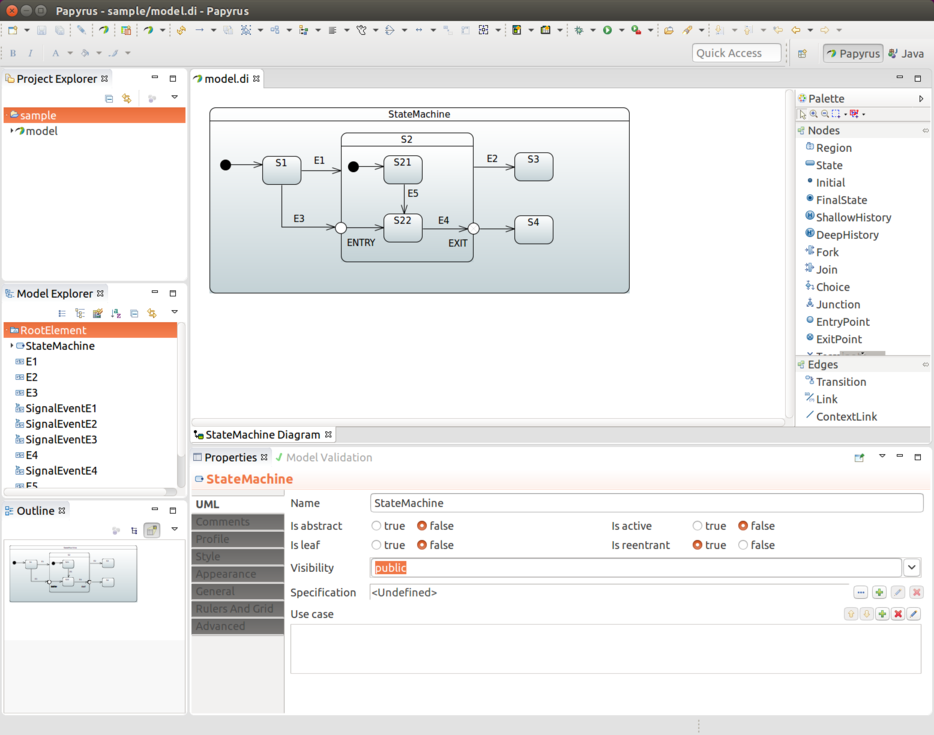 Papyrus - sample/model.di - Papyrus
B I A
Quick Access
Papyrus
Java
Project Explorer
sample
model
model.di
StateMachine
S2
S1
E1
S21
E2
S3
E5
E3
S22
E4
S4
ENTRY
EXIT
Palette
Nodes
Region
State
Initial
FinalState
ShallowHistory
DeepHistory
Fork
Join
Choice
Junction
EntryPoint
ExitPoint
Edges
Transition
Link
ContextLink
Model Explorer
RootElement
StateMachine
E1
E2
E3
SignalEventE1
SignalEventE2
SignalEventE3
E4
SignalEventE4
E5
StateMachine Diagram
Outline
Properties
Model Validation
StateMachine
UML
Comments
Profile
Style
Appearance
General
Rulers And Grid
Advanced
Name StateMachine
Is abstract true false Is active true false
Is leaf true false Is reentrant true false
Visibility public
Specification <Undefined>
Use case